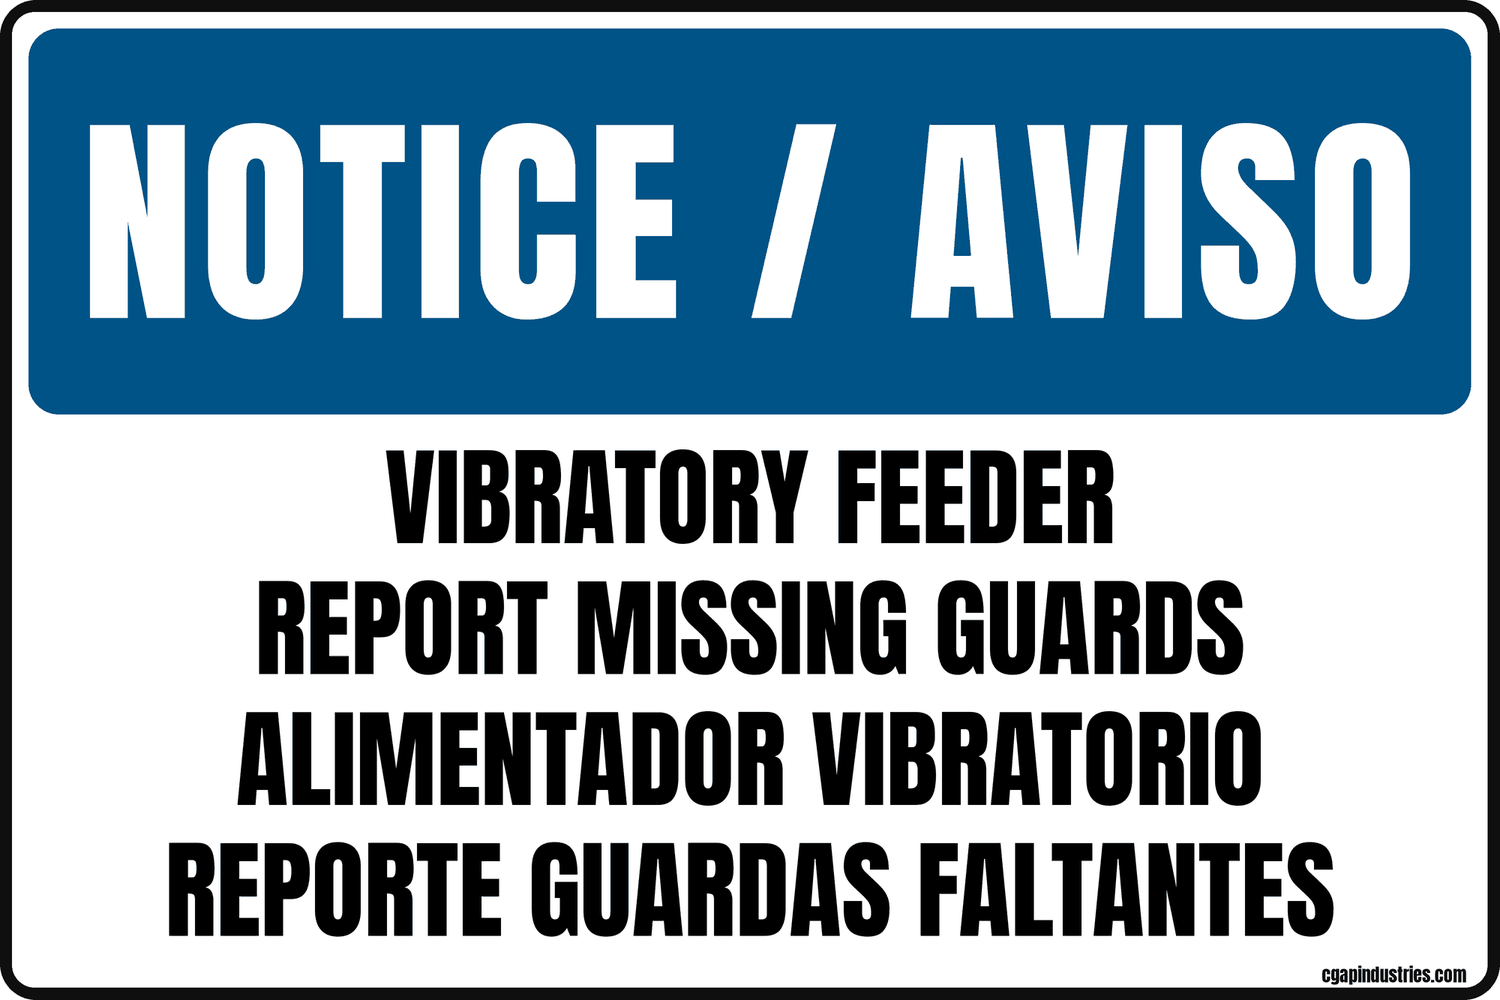 NOTICE / AVISO
VIBRATORY FEEDER
REPORT MISSING GUARDS
ALIMENTADOR VIBRATORIO
REPORTE GUARDAS FALTANTES
cgapindustries.com